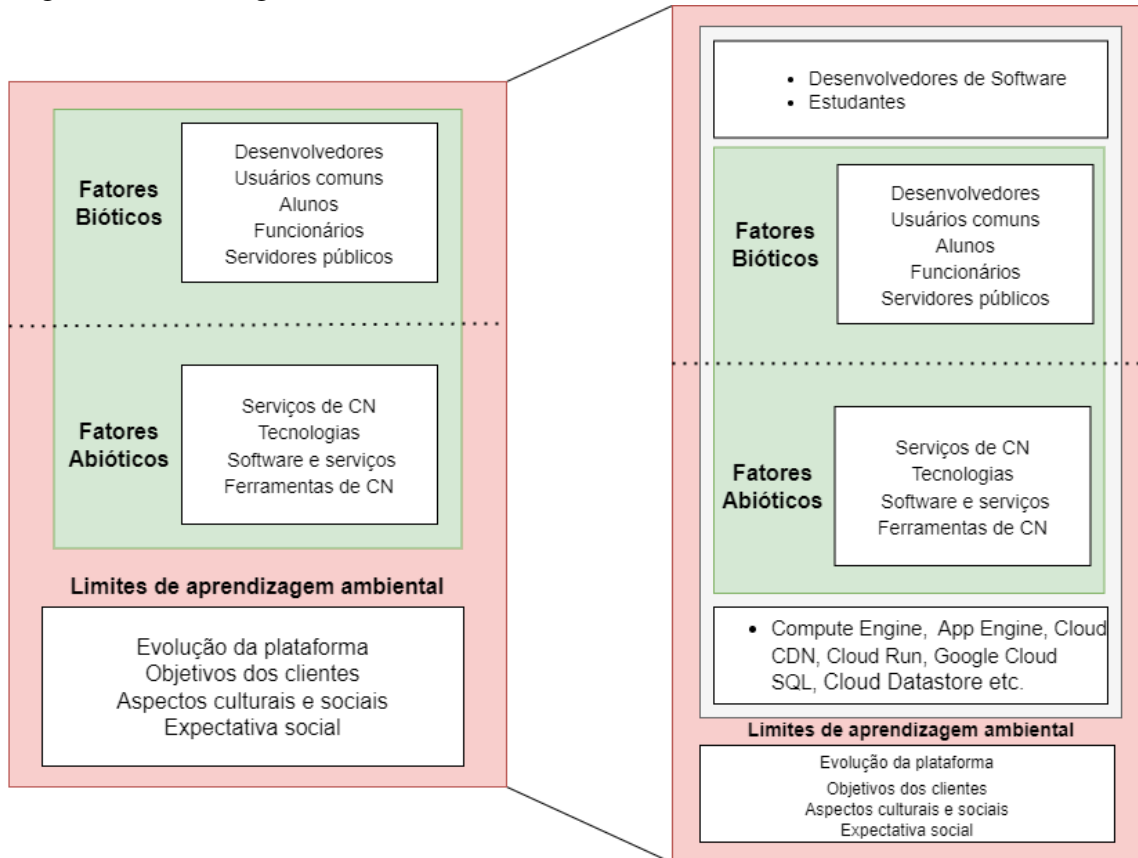 Desenvolvedores
Usuários comuns
Alunos
Funcionários
Servidores públicos
Fatores
Bióticos
Serviços de CN
Tecnologias
Software e serviços
Ferramentas de CN
Fatores
Abióticos
Limites de aprendizagem ambiental
Evolução da plataforma
Objetivos dos clientes
Aspectos culturais e sociais
Expectativa social
• Desenvolvedores de Software
• Estudantes
Desenvolvedores
Usuários comuns
Alunos
Funcionários
Servidores públicos
Fatores
Bióticos
Serviços de CN
Tecnologias
Software e serviços
Ferramentas de CN
Fatores
Abióticos
• Compute Engine, App Engine, Cloud
CDN, Cloud Run, Google Cloud
SQL, Cloud Datastore etc.
Limites de aprendizagem ambiental
Evolução da plataforma
Objetivos dos clientes
Aspectos culturais e sociais
Expectativa social